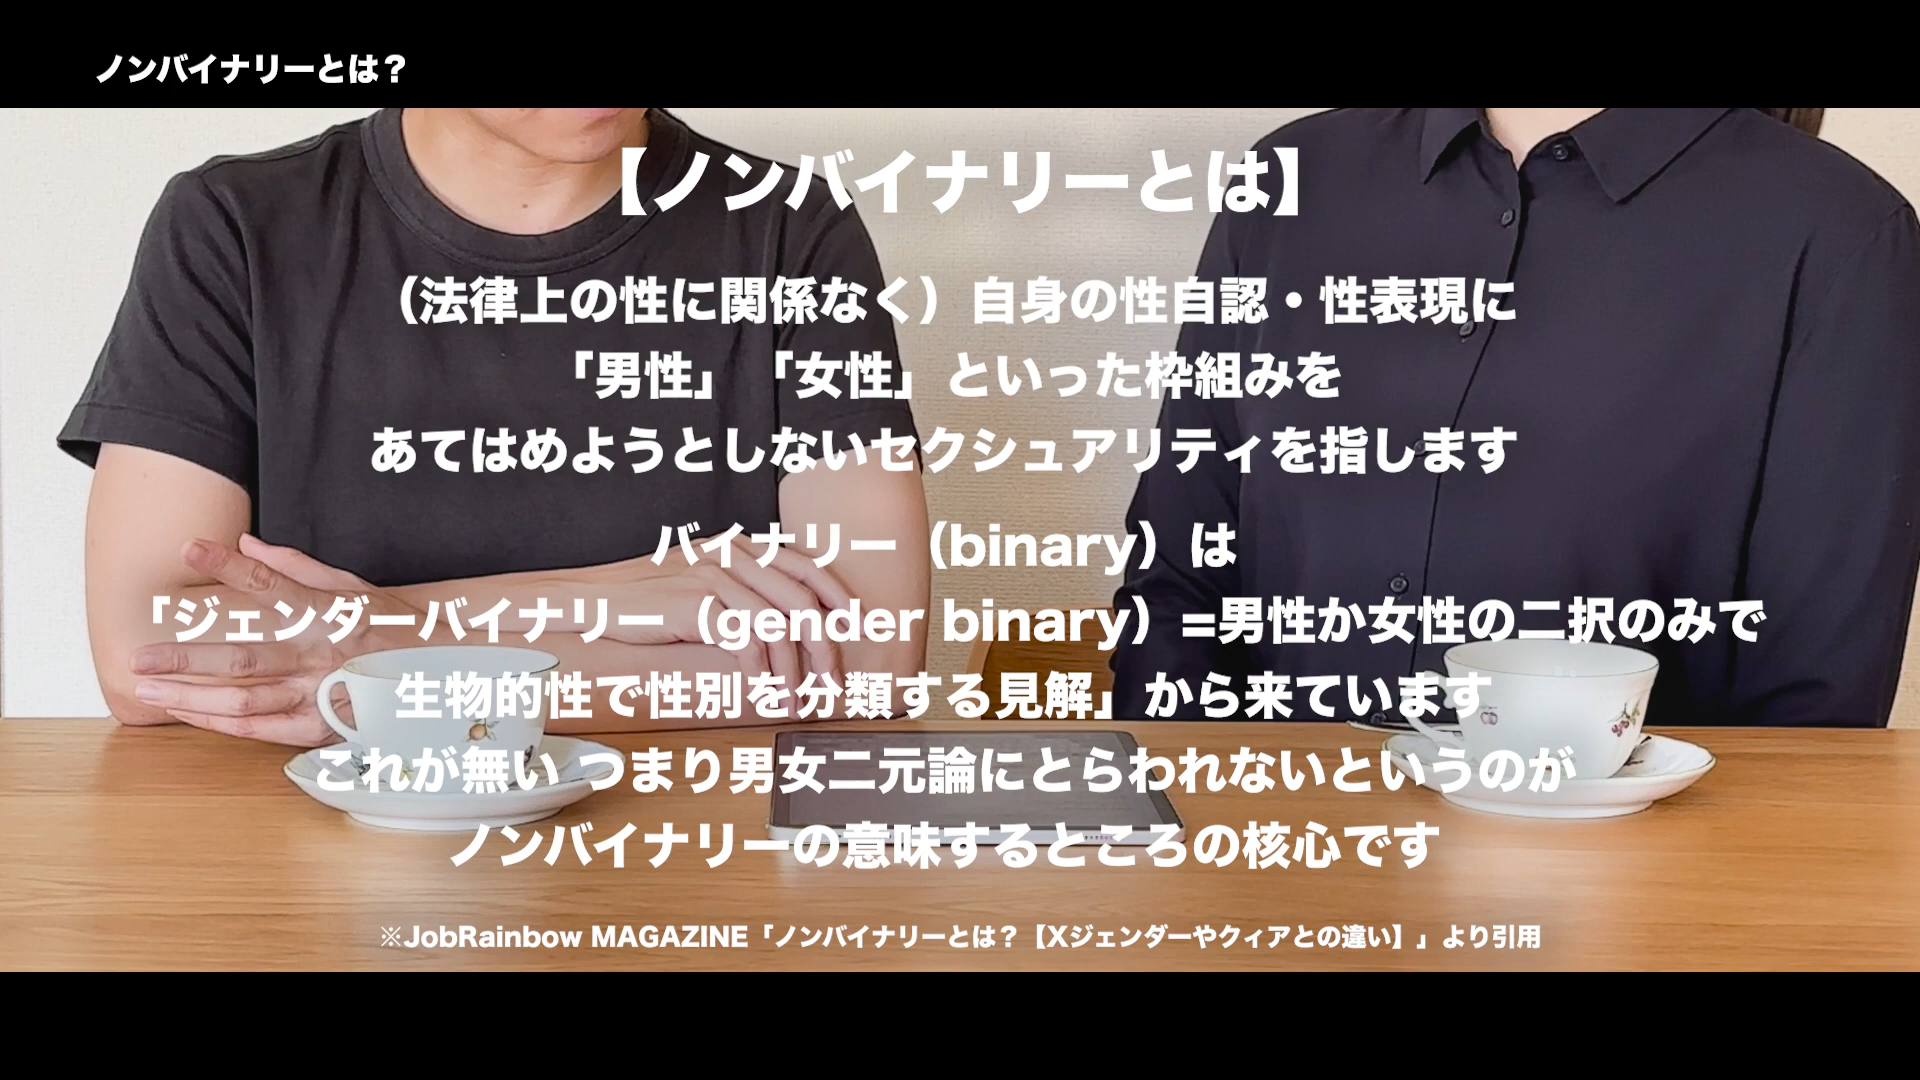 ノンバイナリーとは？
【ノンバイナリーとは】
（法律上の性に関係なく）自身の性自認・性表現に
「男性」「女性」といった枠組みを
あてはめようとしないセクシュアリティを指します
バイナリー（binary）は
「ジェンダーバイナリー（gender binary）=男性か女性の二択のみで
生物的性で性別を分類する見解」から来ています
これが無い つまり男女二元論にとらわれないというのが
ノンバイナリーの意味するところの核心です
※JobRainbow MAGAZINE「ノンバイナリーとは？【Xジェンダーやクィアとの違い】」より引用